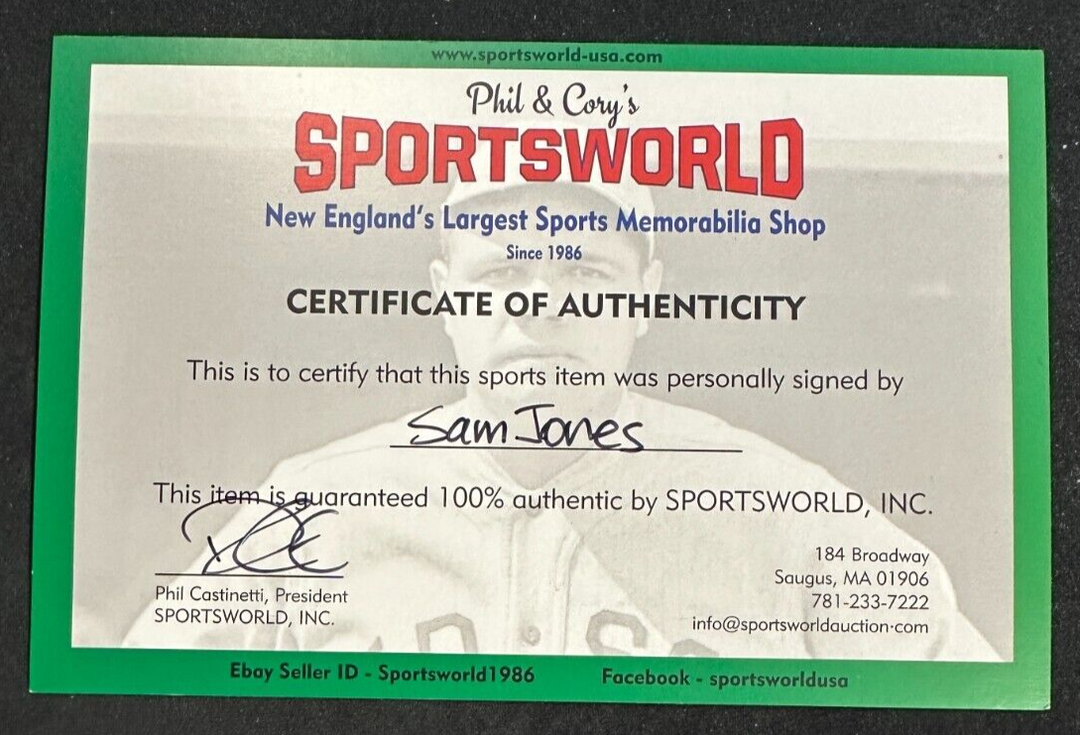 www.sportsworld-usa.com
Phil & Cory's
SPORTSWORLD
New England's Largest Sports Memorabilia Shop
Since 1986
CERTIFICATE OF AUTHENTICITY
This is to certify that this sports item was personally signed by
Sam Jones
This item is guaranteed 100% authentic by SPORTSWORLD, INC.
Phil Castinetti, President
SPORTSWORLD, INC.
184 Broadway
Saugus, MA 01906
781-233-7222
info@sportsworldauction.com
Ebay Seller ID - Sportsworld1986
Facebook - sportsworldusa